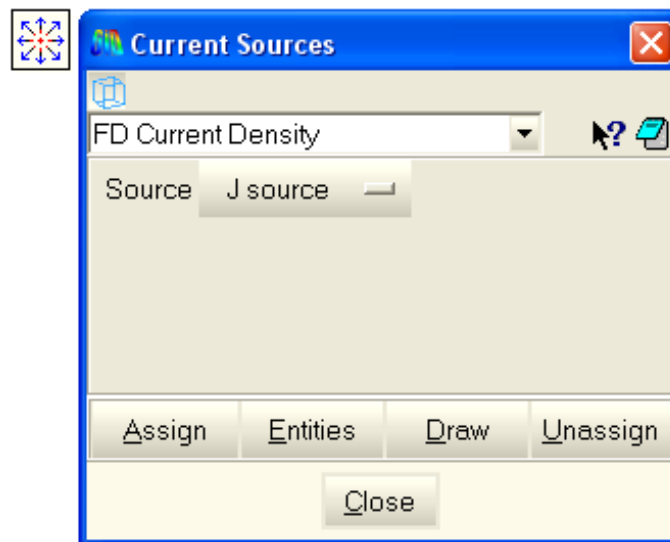 Current Sources
FD Current Density
Source J source
Assign Entities Draw Unassign
Close